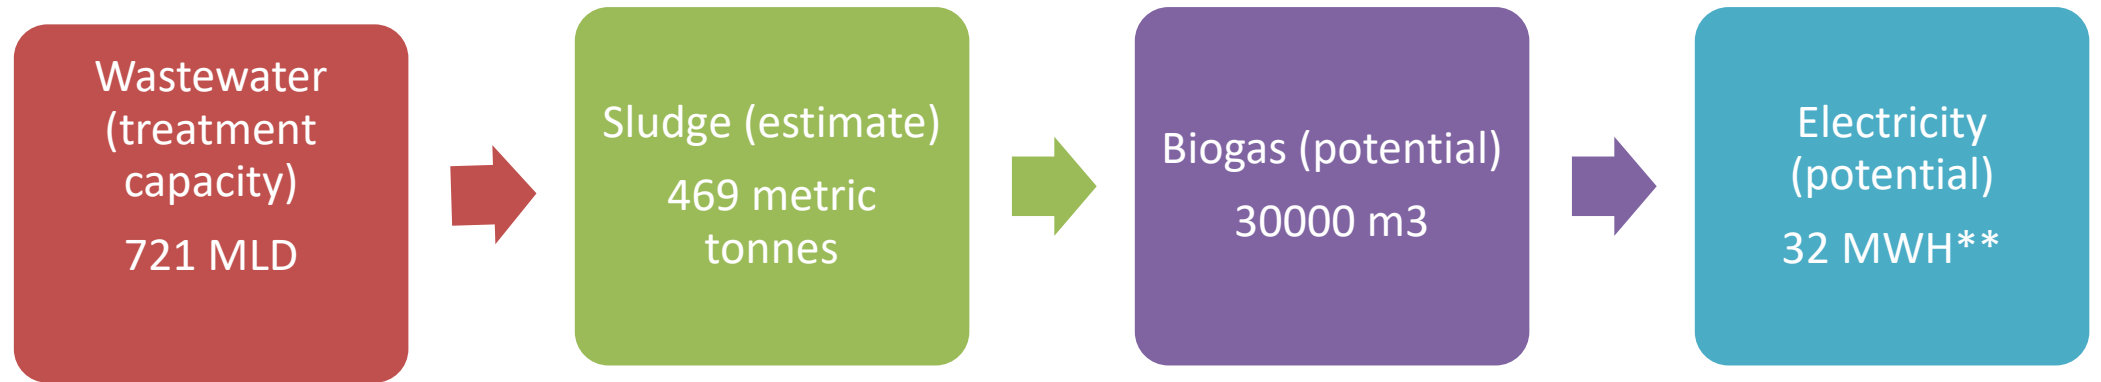 Wastewater
(treatment
capacity)
721 MLD
Sludge (estimate)
469 metric
tonnes
Biogas (potential)
30000 m3
Electricity
(potential)
32 MWH**